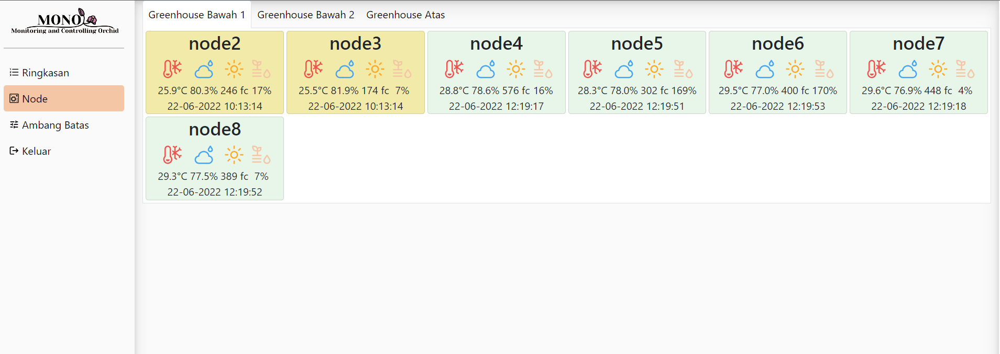 MONO
Monitoring and Controlling Orchid
Ringkasan
Node
Ambang Batas
Keluar
Greenhouse Bawah 1 Greenhouse Bawah 2 Greenhouse Atas
node2
25.9°C 80.3% 246 fc 17%
22-06-2022 10:13:14
node3
25.5°C 81.9% 174 fc 7%
22-06-2022 10:13:14
node4
28.8°C 78.6% 576 fc 16%
22-06-2022 12:19:17
node5
28.3°C 78.0% 302 fc 169%
22-06-2022 12:19:51
node6
29.5°C 77.0% 400 fc 170%
22-06-2022 12:19:53
node7
29.6°C 76.9% 448 fc 4%
22-06-2022 12:19:18
node8
29.3°C 77.5% 389 fc 7%
22-06-2022 12:19:52